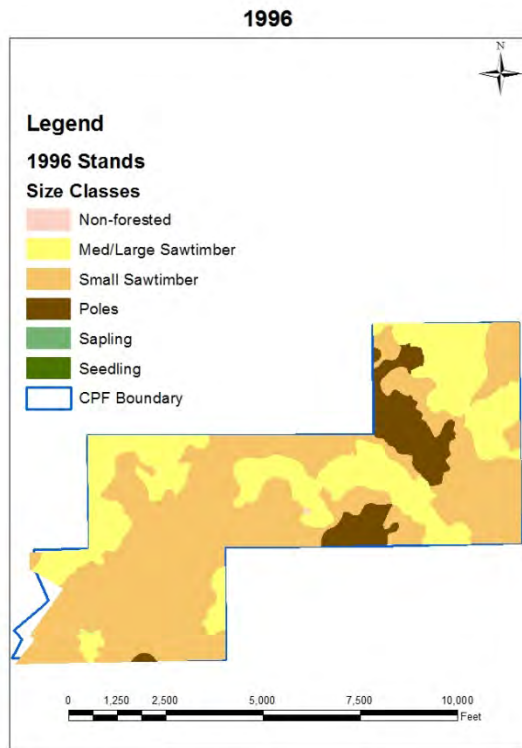 1996
N
Legend
1996 Stands
Size Classes
Non-forested
Med/Large Sawtimber
Small Sawtimber
Poles
Sapling
Seedling
CPF Boundary
0 1,250 2,500 5,000 7,500 10,000
Feet